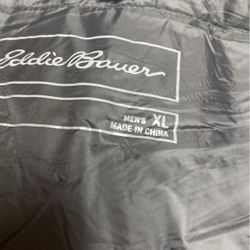 Eddie Bauer
MEN'S XL
MADE IN CHINA